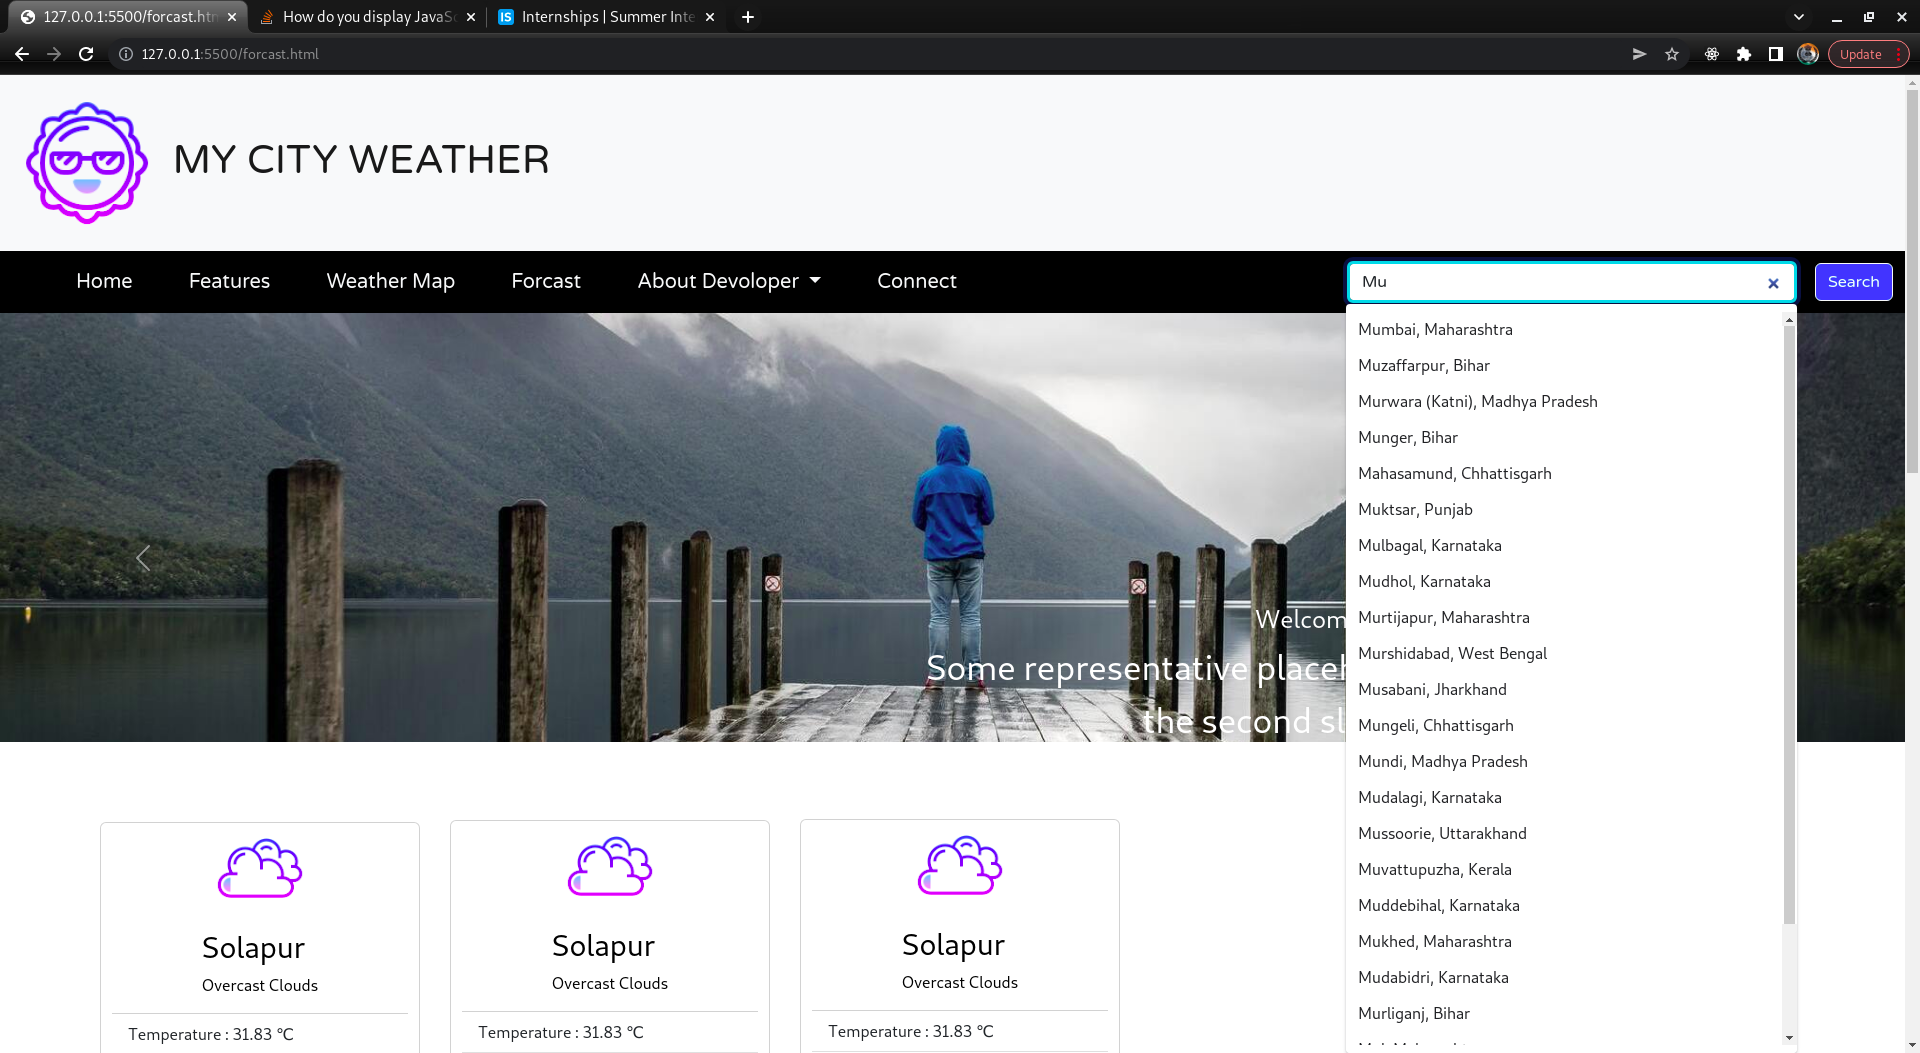 127.0.0.1:5500/forcast.htm
How do you display JavaSc
IS Internships | Summer Inte
127.0.0.1:5500/forcast.html
Update
MY CITY WEATHER
Home Features Weather Map Forcast About Devoloper Connect Mu Search
Mumbai, Maharashtra
Muzaffarpur, Bihar
Murwara (Katni), Madhya Pradesh
Munger, Bihar
Mahasamund, Chhattisgarh
Muktsar, Punjab
Mulbagal, Karnataka
Mudhol, Karnataka
Murtijapur, Maharashtra
Murshidabad, West Bengal
Musabani, Jharkhand
Mungeli, Chhattisgarh
Mundi, Madhya Pradesh
Mudalagi, Karnataka
Mussoorie, Uttarakhand
Muvattupuzha, Kerala
Muddebihal, Karnataka
Mukhed, Maharashtra
Mudabidri, Karnataka
Murliganj, Bihar
Welcom
Some representative placeh
the second sl
Solapur
Overcast Clouds
Temperature : 31.83 °C
Solapur
Overcast Clouds
Temperature : 31.83 °C
Solapur
Overcast Clouds
Temperature : 31.83 °C